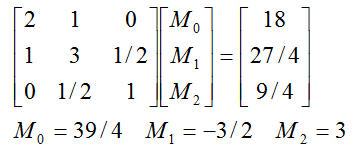 [2 1 0] [M₀] [18]
[1 3 1/2] [M₁] = [27/4]
[0 1/2 1] [M₂] [9/4]
M₀ = 39/4 M₁ = −3/2 M₂ = 3